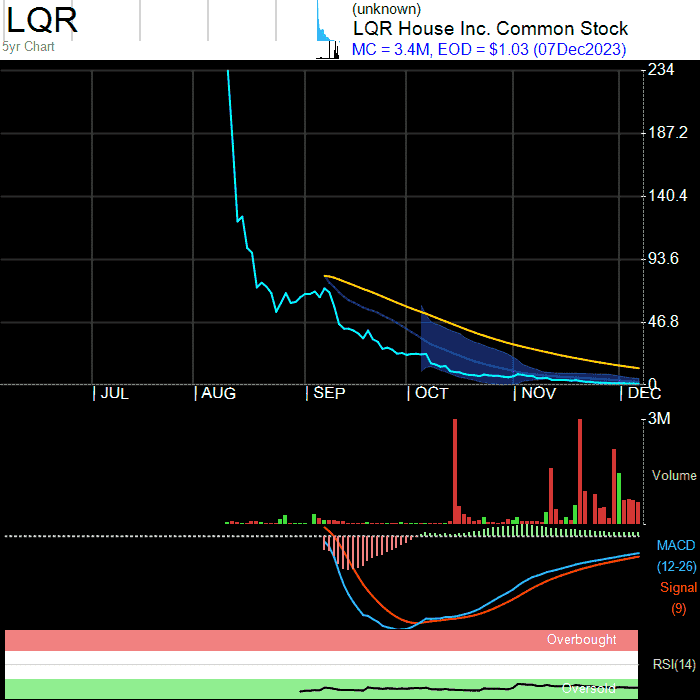 LQR
5yr Chart
(unknown)
LQR House Inc. Common Stock
MC = 3.4M, EOD = $1.03 (07Dec2023)
234
187.2
140.4
93.6
46.8
0
JUL
AUG
SEP
OCT
NOV
DEC
3M
Volume
MACD
(12-26)
Signal
(9)
Overbought
RSI(14)
Oversold